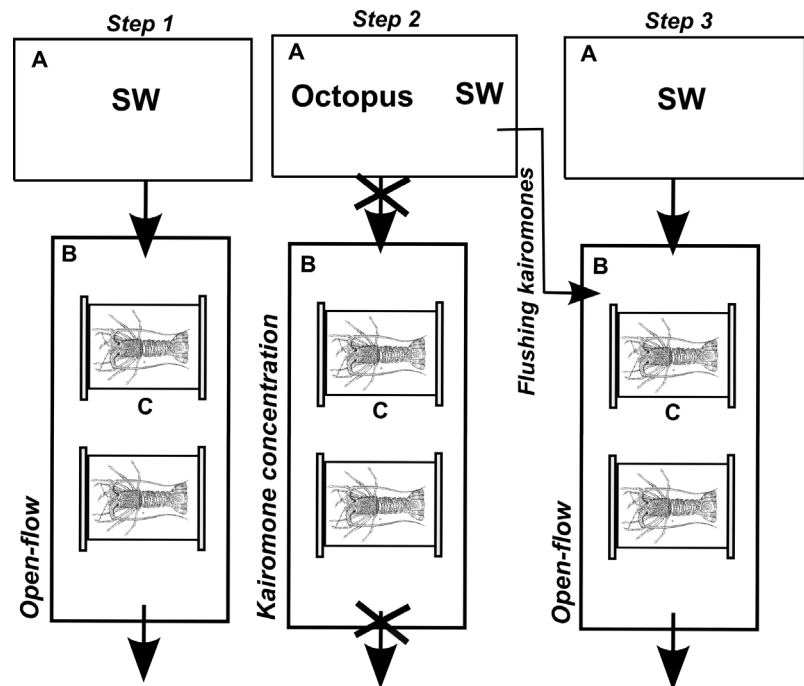 Step 1
A
SW
B
C
Open-flow
Step 2
A
Octopus SW
B
C
Kairomone concentration
Flushing kairomones
Step 3
A
SW
B
C
Open-flow